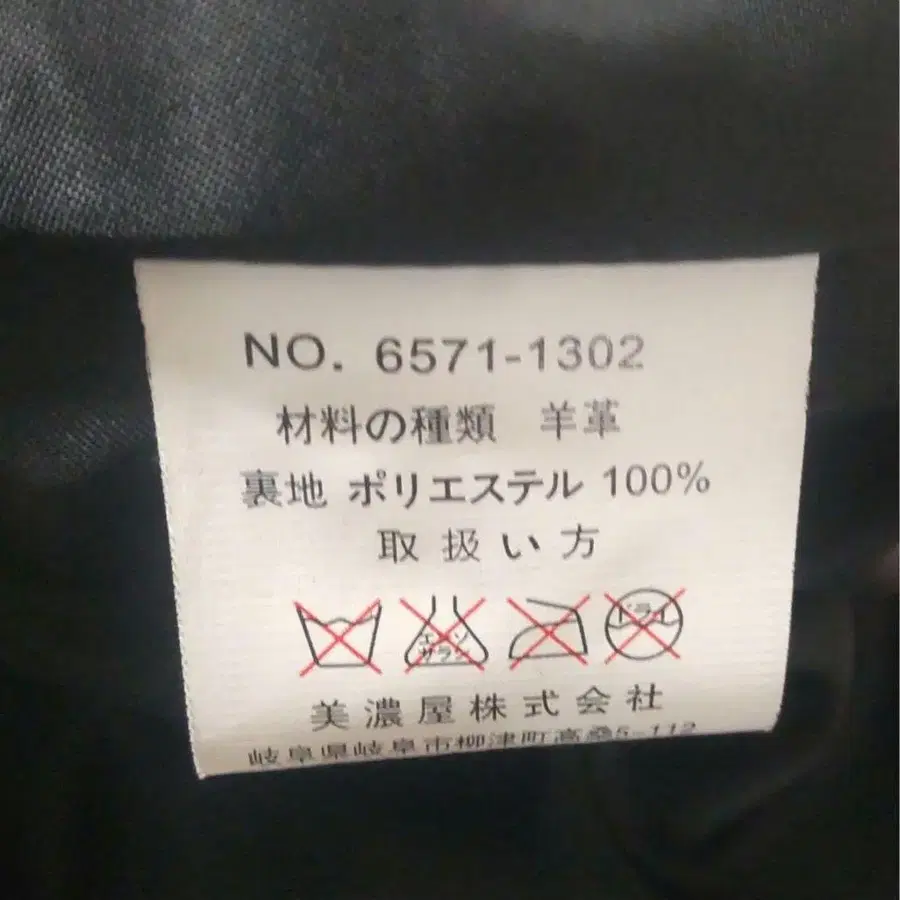 NO. 6571-1302
材料の種類 羊革
裏地 ポリエステル 100%
取扱い方
エンソ
サラシ
ドライ
美濃屋株式会社
岐阜県岐阜市柳津町高桑5-112